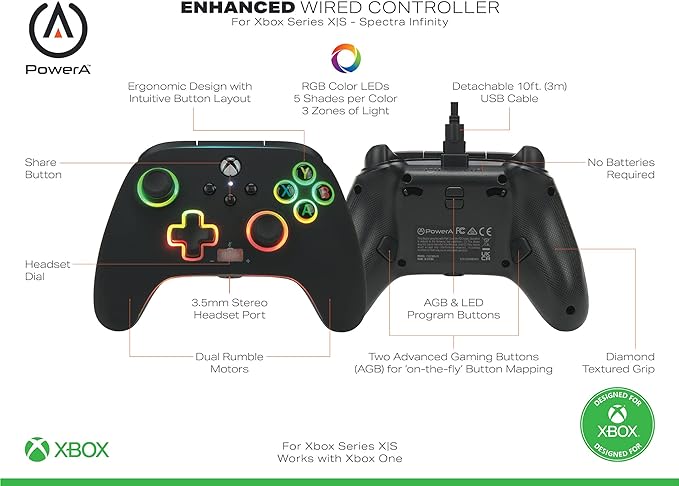 ENHANCED WIRED CONTROLLER
For Xbox Series X|S - Spectra Infinity
PowerA
Ergonomic Design with
Intuitive Button Layout
RGB Color LEDs
5 Shades per Color
3 Zones of Light
Detachable 10ft. (3m)
USB Cable
Share
Button
No Batteries
Required
Y
X
B
A
PowerA FC CE
Headset
Dial
3.5mm Stereo
Headset Port
AGB & LED
Program Buttons
Dual Rumble
Motors
Two Advanced Gaming Buttons
(AGB) for 'on-the-fly' Button Mapping
Diamond
Textured Grip
XBOX
For Xbox Series X|S
Works with Xbox One
DESIGNED FOR
XBOX
DESIGNED FOR